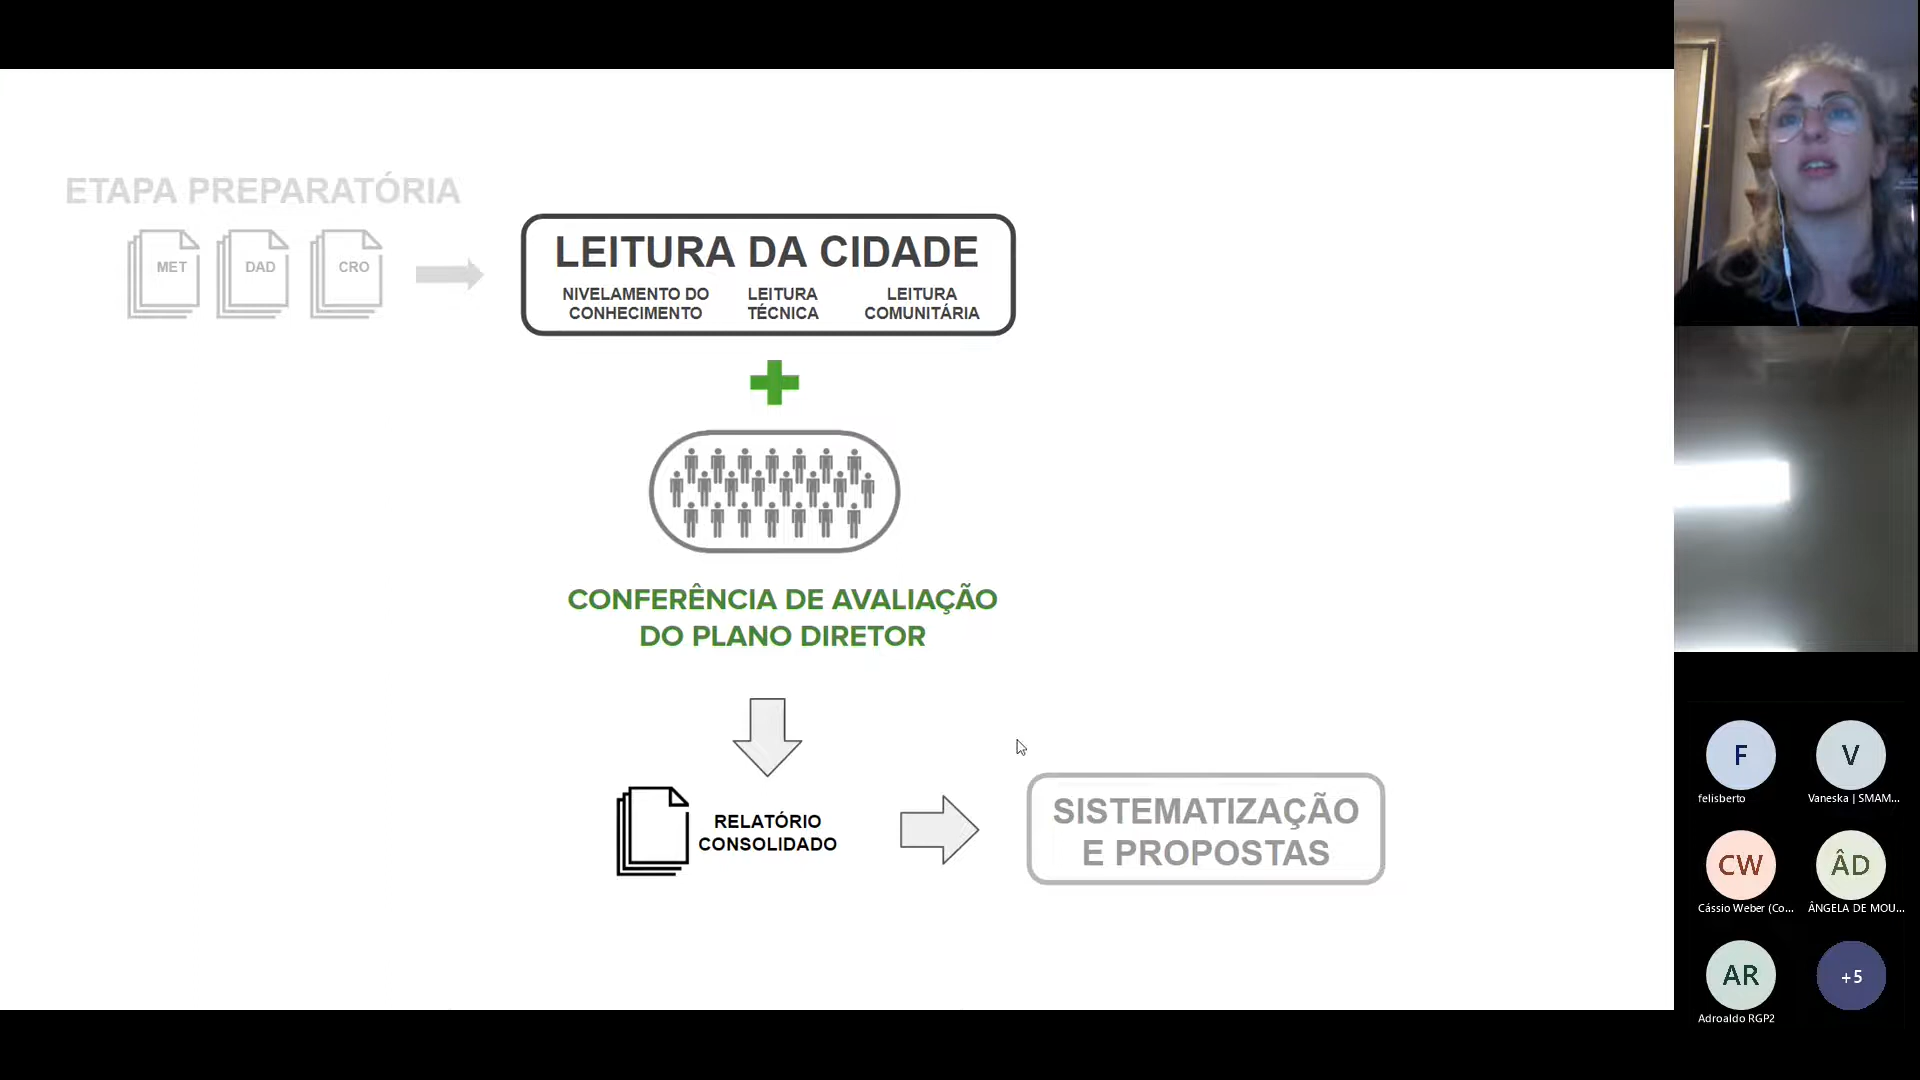 ETAPA PREPARATÓRIA
MET
DAD
CRO
LEITURA DA CIDADE
NIVELAMENTO DO
CONHECIMENTO
LEITURA
TÉCNICA
LEITURA
COMUNITÁRIA
CONFERÊNCIA DE AVALIAÇÃO
DO PLANO DIRETOR
RELATÓRIO
CONSOLIDADO
SISTEMATIZAÇÃO
E PROPOSTAS
F
felisberto
V
Vaneska | SMAM...
CW
Cássio Weber (Co...
ÂD
ÂNGELA DE MOU...
AR
Adroaldo RGP2
+5